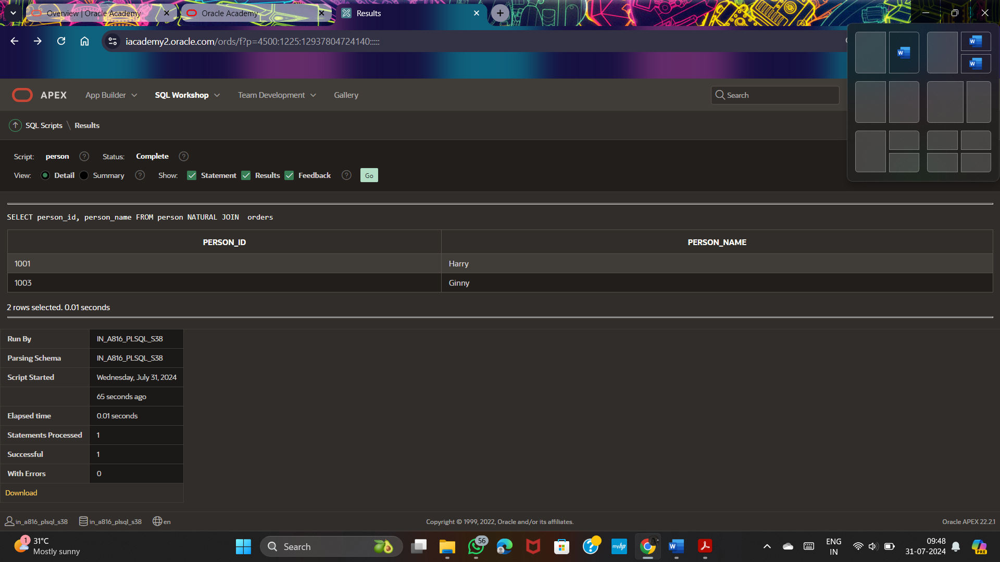 Overview | Oracle Academy
Oracle Academy
Results
iacademy2.oracle.com/ords/f?p=4500:1225:12937804724140:::::
APEX
App Builder
SQL Workshop
Team Development
Gallery
Search
SQL Scripts \ Results
Script: person ? Status: Complete ?
View: Detail Summary ? Show: Statement Results Feedback ? Go
SELECT person_id, person_name FROM person NATURAL JOIN  orders
PERSON_ID PERSON_NAME
1001 Harry
1003 Ginny
2 rows selected. 0.01 seconds
Run By IN_A816_PLSQL_S38
Parsing Schema IN_A816_PLSQL_S38
Script Started Wednesday, July 31, 2024
65 seconds ago
Elapsed time 0.01 seconds
Statements Processed 1
Successful 1
With Errors 0
Download
in_a816_plsql_s38 in_a816_plsql_s38 en
Copyright © 1999, 2022, Oracle and/or its affiliates.
Oracle APEX 22.2.1
1
31°C
Mostly sunny
Search
56
myhp
W
ENG
IN
09:48
31-07-2024
PRE